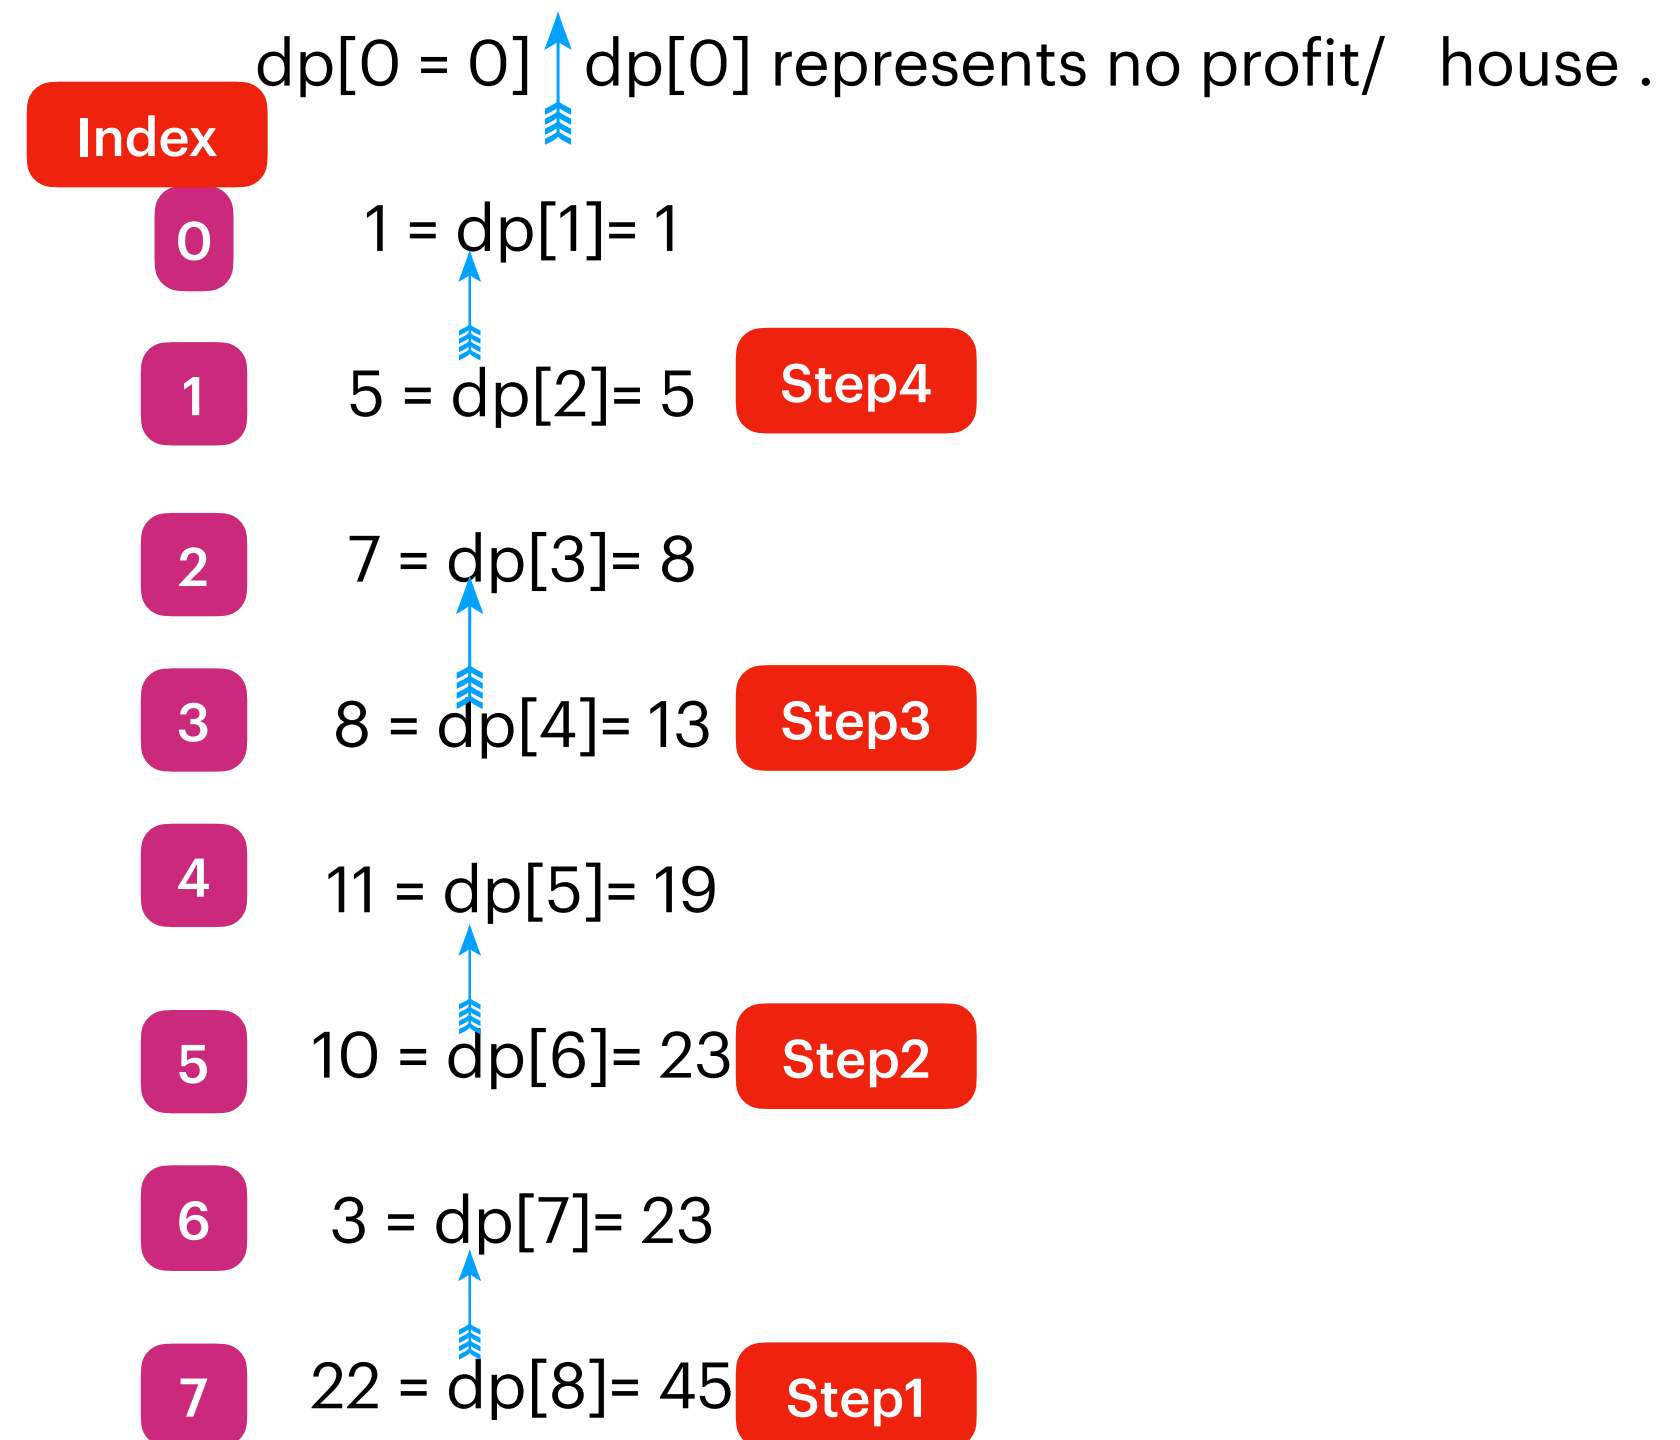 dp[0 = 0] dp[0] represents no profit/ house .
Index
0 1 = dp[1]= 1
1 5 = dp[2]= 5 Step4
2 7 = dp[3]= 8
3 8 = dp[4]= 13 Step3
4 11 = dp[5]= 19
5 10 = dp[6]= 23 Step2
6 3 = dp[7]= 23
7 22 = dp[8]= 45 Step1